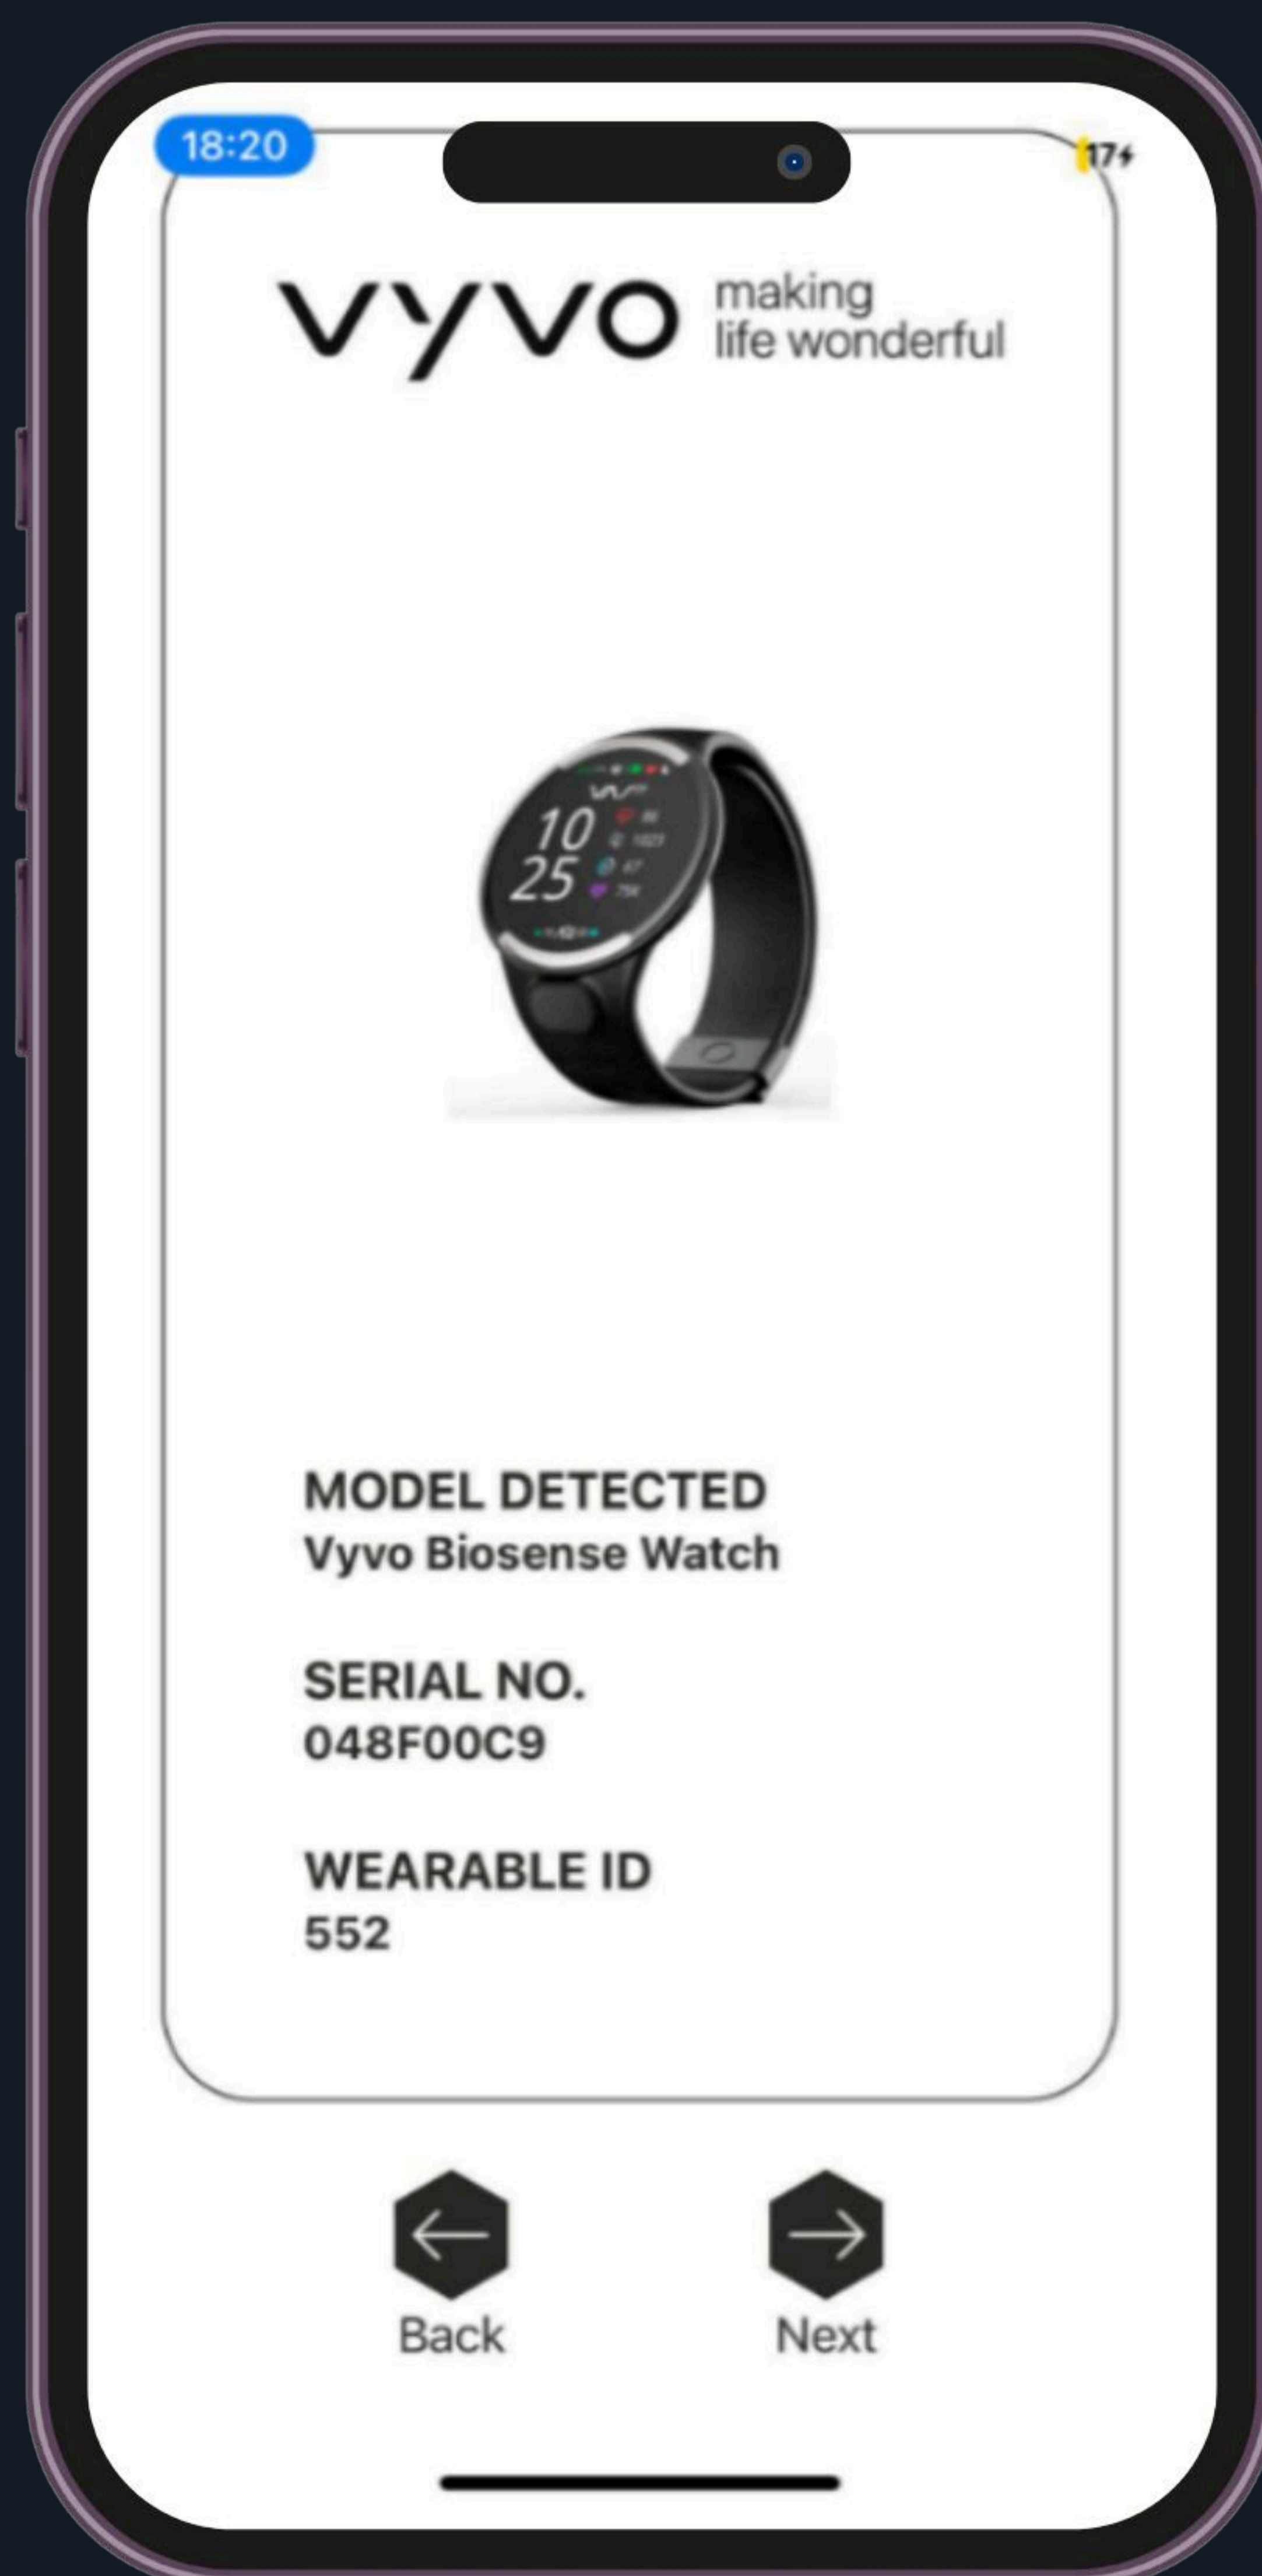 18:20
17
vyvo making
life wonderful
10
25
MODEL DETECTED
Vyvo Biosense Watch
SERIAL NO.
048F00C9
WEARABLE ID
552
Back
Next